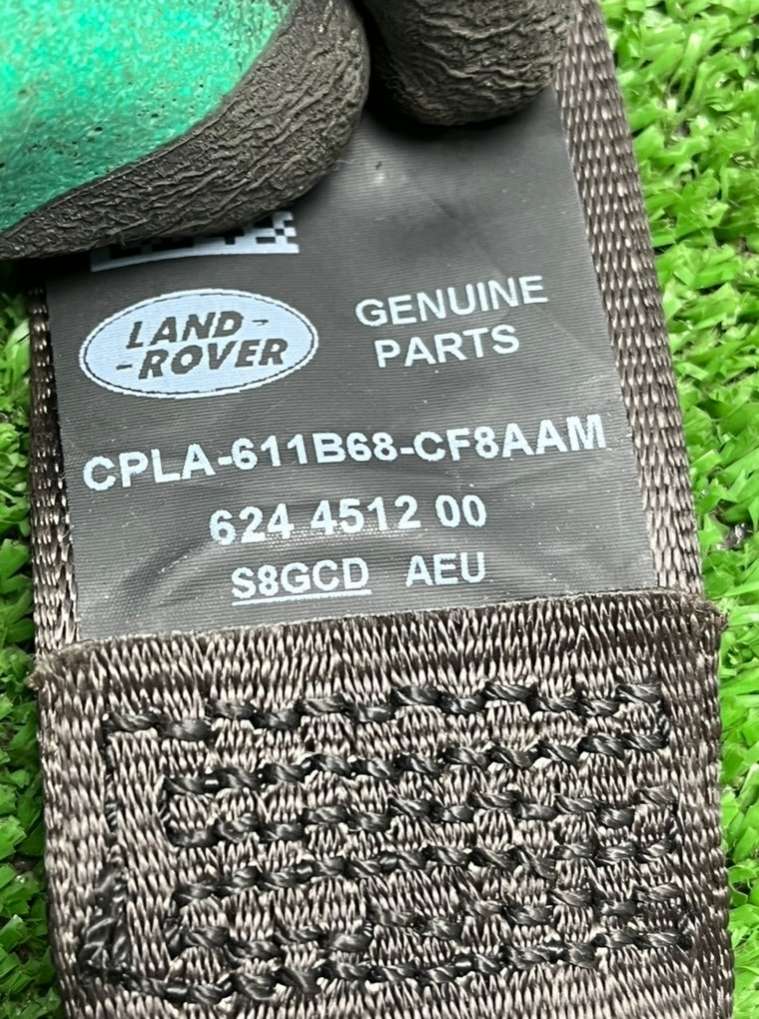 LAND-
-ROVER
GENUINE
PARTS
CPLA-611B68-CF8AAM
624 4512 00
S8GCD AEU